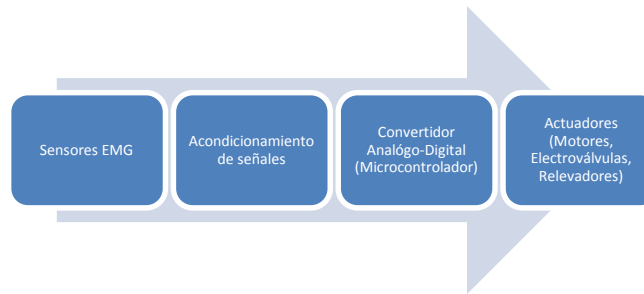 Sensores EMG
Acondicionamiento
de señales
Convertidor
Analógo-Digital
(Microcontrolador)
Actuadores
(Motores,
Electroválvulas,
Relevadores)